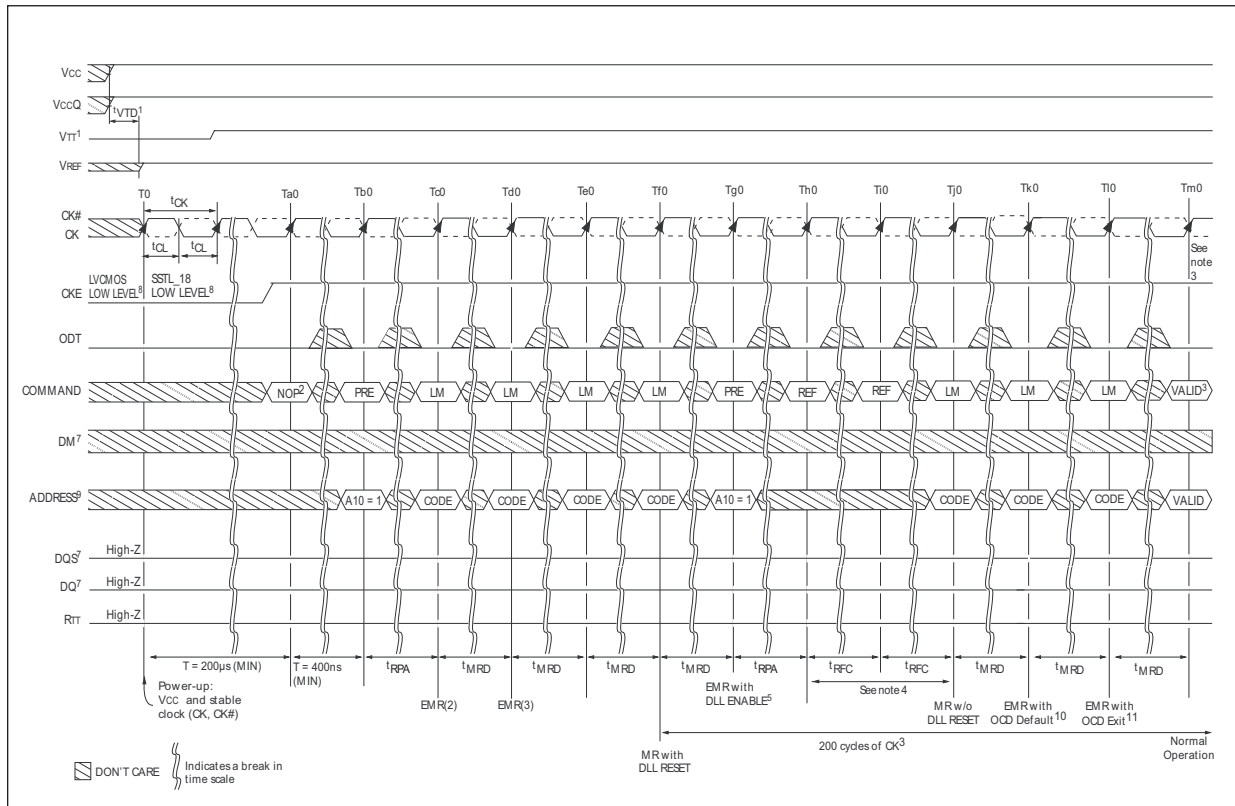 VCC
VCCQ
tVTD1
VTT1
VREF
T0 Ta0 Tb0 Tc0 Td0 Te0 Tf0 Tg0 Th0 Ti0 Tj0 Tk0 Tl0 Tm0
tCK
CK#
CK
tCL tCL
See note 3
LVCMOS LOW LEVEL8
SSTL_18 LOW LEVEL8
CKE
ODT
COMMAND NOP2 PRE LM LM LM LM PRE REF REF LM LM LM VALID3
DM7
ADDRESS9 A10 = 1 CODE CODE CODE CODE A10 = 1 CODE CODE CODE VALID
DQS7 High-Z
DQ7 High-Z
RTT High-Z
T = 200µs (MIN) T = 400ns (MIN) tRPA tMRD tMRD tMRD tMRD tRPA tRFC tRFC tMRD tMRD tMRD
Power-up:
VCC and stable
clock (CK, CK#)
EMR(2) EMR(3)
EMR with
DLL ENABLE5
See note 4
MR w/o
DLL RESET
EMR with
OCD Default10
EMR with
OCD Exit11
MR with
DLL RESET
200 cycles of CK3
Normal
Operation
DON'T CARE
Indicates a break in
time scale